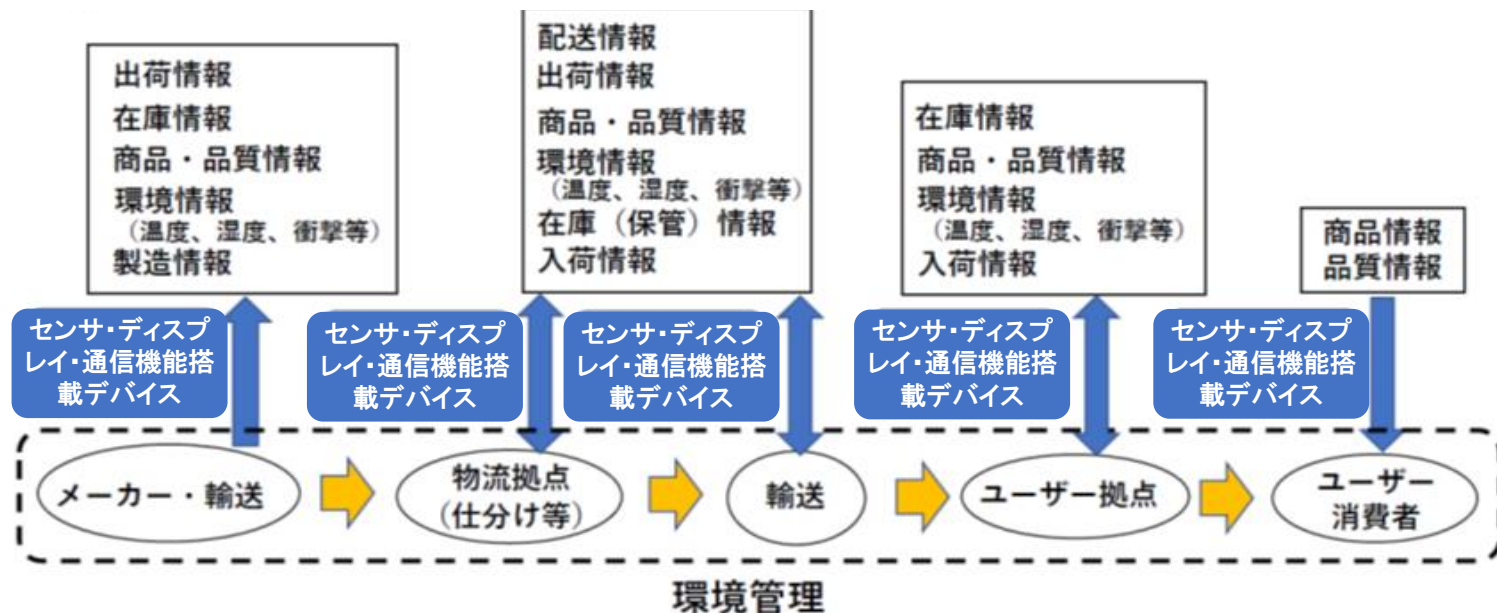 出荷情報
在庫情報
商品・品質情報
環境情報
(温度、湿度、衝撃等)
製造情報
配送情報
出荷情報
商品・品質情報
環境情報
(温度、湿度、衝撃等)
在庫(保管)情報
入荷情報
在庫情報
商品・品質情報
環境情報
(温度、湿度、衝撃等)
入荷情報
商品情報
品質情報
センサ・ディスプ
レイ・通信機能搭
載デバイス
センサ・ディスプ
レイ・通信機能搭
載デバイス
センサ・ディスプ
レイ・通信機能搭
載デバイス
センサ・ディスプ
レイ・通信機能搭
載デバイス
センサ・ディスプ
レイ・通信機能搭
載デバイス
メーカー・輸送
物流拠点
(仕分け等)
輸送
ユーザー拠点
ユーザー
消費者
環境管理